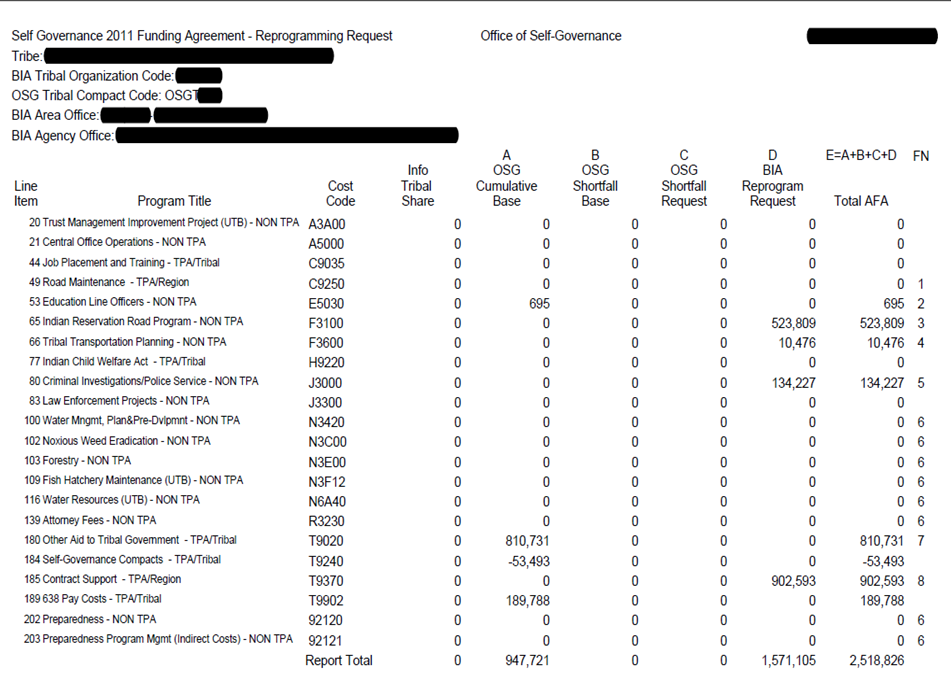 Self Governance 2011 Funding Agreement - Reprogramming Request Office of Self-Governance
Tribe:
BIA Tribal Organization Code:
OSG Tribal Compact Code: OSGT
BIA Area Office:
BIA Agency Office:
A B C D E=A+B+C+D FN
Info OSG OSG OSG BIA
Line Cost Tribal Cumulative Shortfall Shortfall Reprogram
Item Program Title Code Share Base Base Request Request Total AFA
20 Trust Management Improvement Project (UTB) - NON TPA A3A00 0 0 0 0 0 0
21 Central Office Operations - NON TPA A5000 0 0 0 0 0 0
44 Job Placement and Training - TPA/Tribal C9035 0 0 0 0 0 0
49 Road Maintenance - TPA/Region C9250 0 0 0 0 0 0 1
53 Education Line Officers - NON TPA E5030 0 695 0 0 0 695 2
65 Indian Reservation Road Program - NON TPA F3100 0 0 0 0 523,809 523,809 3
66 Tribal Transportation Planning - NON TPA F3600 0 0 0 0 10,476 10,476 4
77 Indian Child Welfare Act - TPA/Tribal H9220 0 0 0 0 0 0
80 Criminal Investigations/Police Service - NON TPA J3000 0 0 0 0 134,227 134,227 5
83 Law Enforcement Projects - NON TPA J3300 0 0 0 0 0 0
100 Water Mngmt, Plan&Pre-Dvlpmnt - NON TPA N3420 0 0 0 0 0 0 6
102 Noxious Weed Eradication - NON TPA N3C00 0 0 0 0 0 0 6
103 Forestry - NON TPA N3E00 0 0 0 0 0 0 6
109 Fish Hatchery Maintenance (UTB) - NON TPA N3F12 0 0 0 0 0 0 6
116 Water Resources (UTB) - NON TPA N6A40 0 0 0 0 0 0 6
139 Attorney Fees - NON TPA R3230 0 0 0 0 0 0 6
180 Other Aid to Tribal Government - TPA/Tribal T9020 0 810,731 0 0 0 810,731 7
184 Self-Governance Compacts - TPA/Tribal T9240 0 -53,493 0 0 0 -53,493
185 Contract Support - TPA/Region T9370 0 0 0 0 902,593 902,593 8
189 638 Pay Costs - TPA/Tribal T9902 0 189,788 0 0 0 189,788
202 Preparedness - NON TPA 92120 0 0 0 0 0 0 6
203 Preparedness Program Mgmt (Indirect Costs) - NON TPA 92121 0 0 0 0 0 0 6
Report Total 0 947,721 0 0 1,571,105 2,518,826